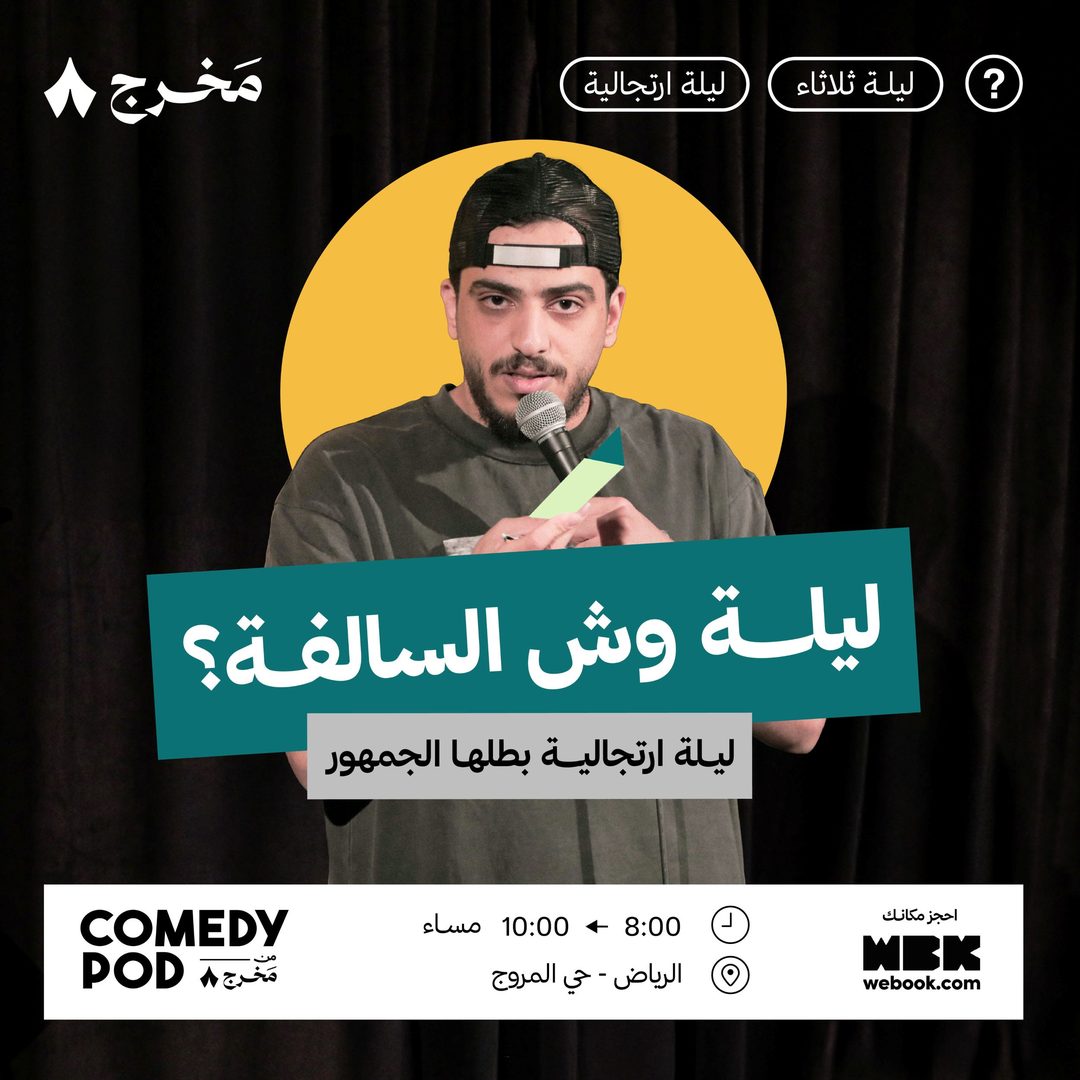 مَخرج ٨
ليلة ثلاثاء
ليلة ارتجالية
?
ليلة وش السالفة؟
ليلة ارتجالية بطلها الجمهور
احجز مكانك
WBK
webook.com
8:00 ← 10:00 مساء
الرياض - حي المروج
COMEDY
POD من مَخرج ٨